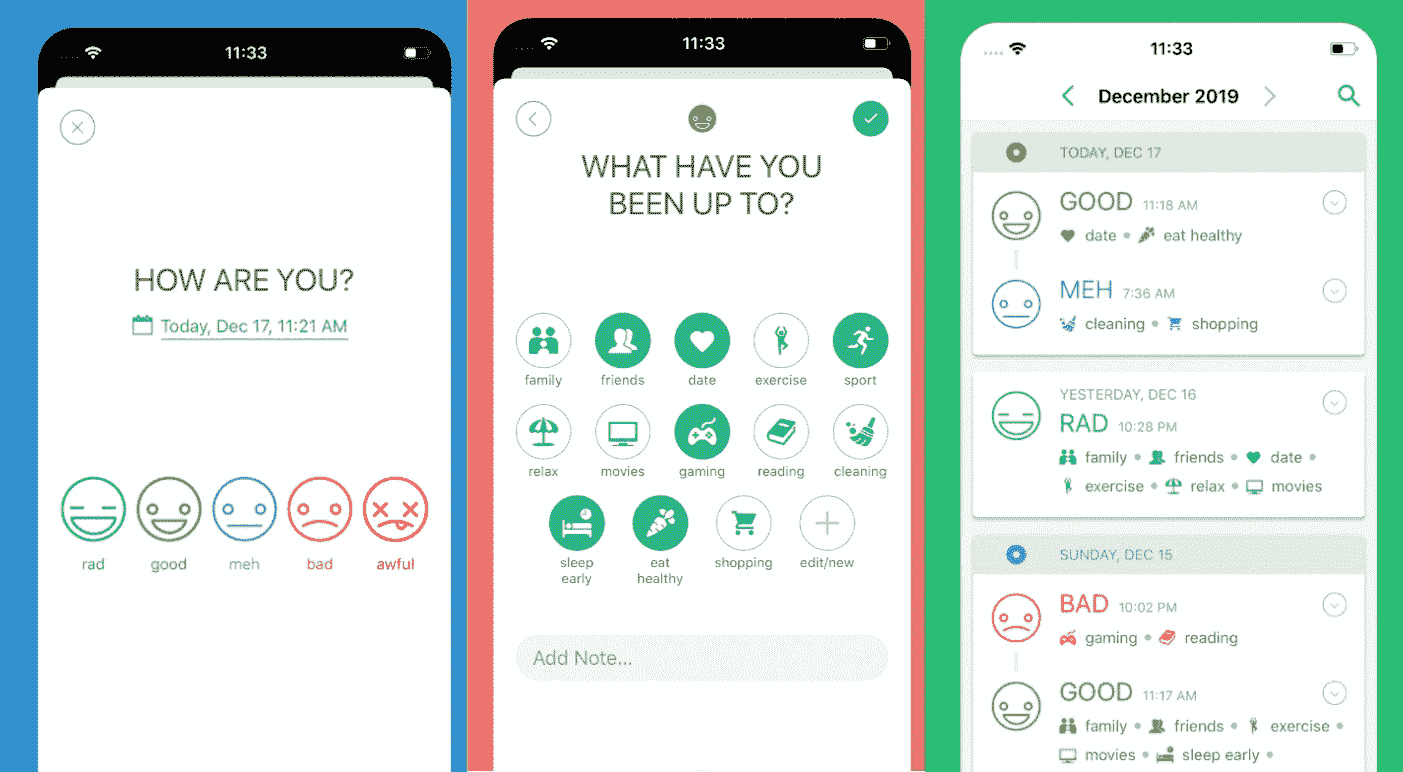 11:33
HOW ARE YOU?
Today, Dec 17, 11:21 AM
rad good meh bad awful
11:33
WHAT HAVE YOU
BEEN UP TO?
family friends date exercise sport
relax movies gaming reading cleaning
sleep early eat healthy shopping edit/new
Add Note...
11:33
December 2019
TODAY, DEC 17
GOOD 11:18 AM
date • eat healthy
MEH 7:36 AM
cleaning • shopping
YESTERDAY, DEC 16
RAD 10:28 PM
family • friends • date •
exercise • relax • movies
SUNDAY, DEC 15
BAD 10:02 PM
gaming • reading
GOOD 11:17 AM
family • friends • exercise •
movies • sleep early •